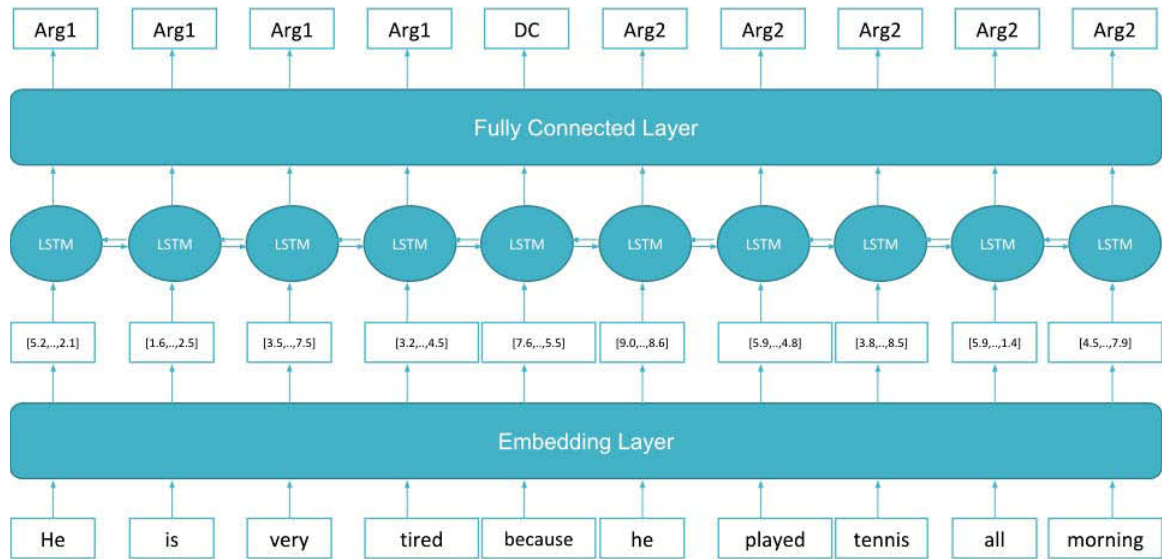 Arg1 Arg1 Arg1 Arg1 DC Arg2 Arg2 Arg2 Arg2 Arg2
Fully Connected Layer
LSTM LSTM LSTM LSTM LSTM LSTM LSTM LSTM LSTM LSTM
[5.2,..,2.1] [1.6,..,2.5] [3.5,..,7.5] [3.2,..,4.5] [7.6,..,5.5] [9.0,..,8.6] [5.9,..,4.8] [3.8,..,8.5] [5.9,..,1.4] [4.5,..,7.9]
Embedding Layer
He is very tired because he played tennis all morning